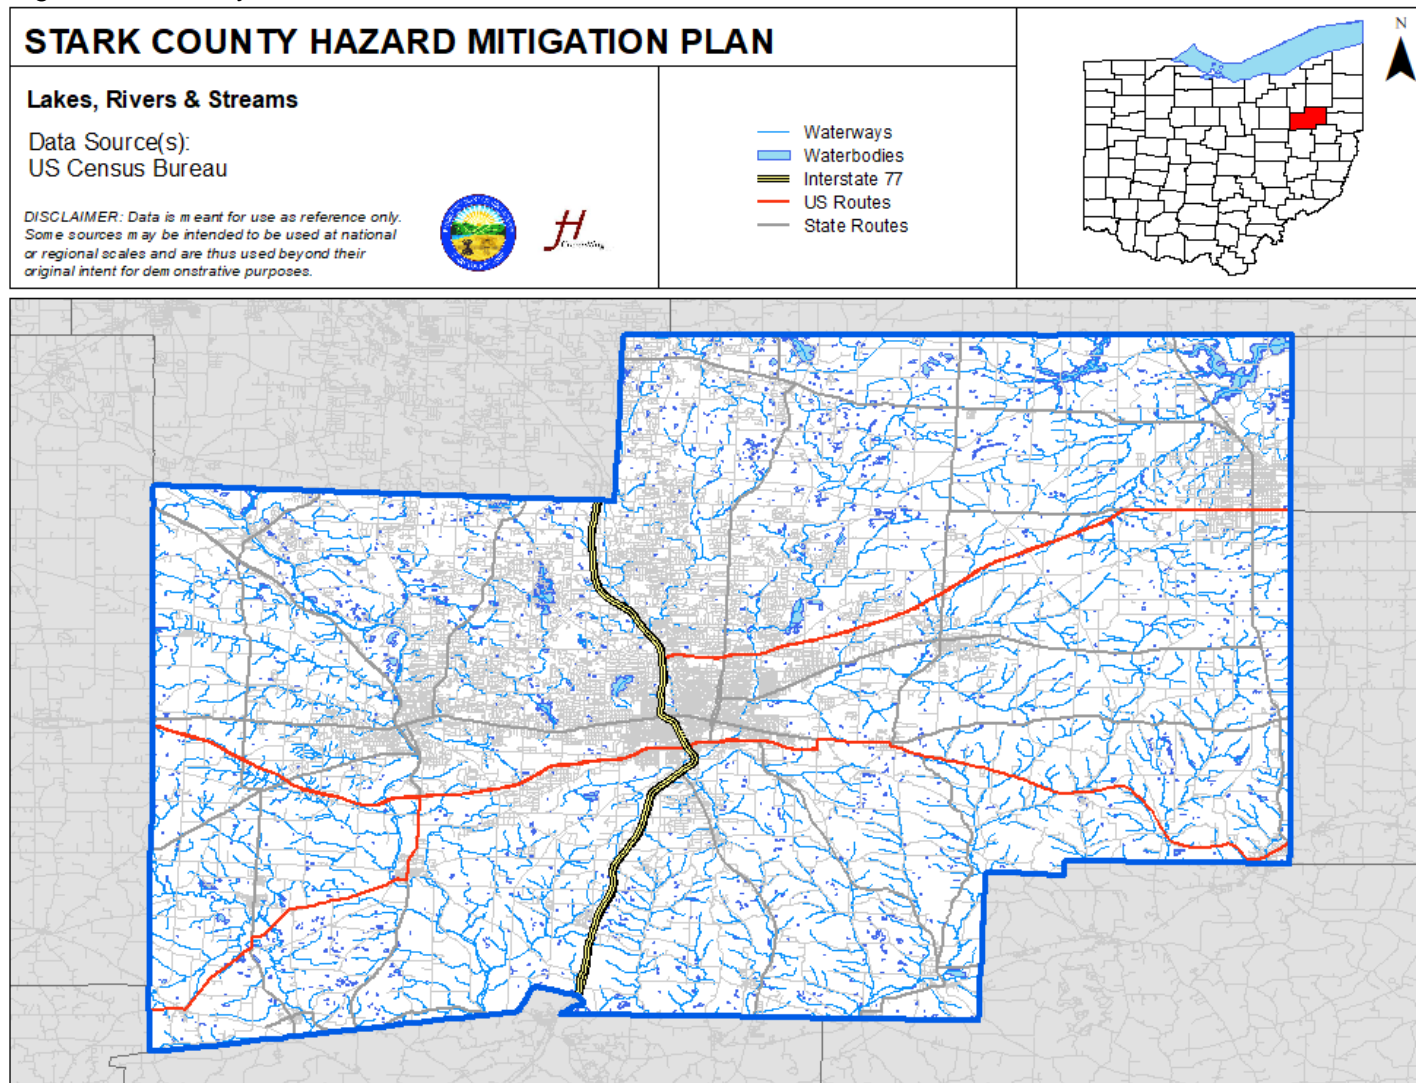 STARK COUNTY HAZARD MITIGATION PLAN
Lakes, Rivers & Streams
Data Source(s):
US Census Bureau
DISCLAIMER: Data is meant for use as reference only.
Some sources may be intended to be used at national
or regional scales and are thus used beyond their
original intent for demonstrative purposes.
JH
Consulting
Waterways
Waterbodies
Interstate 77
US Routes
State Routes
N